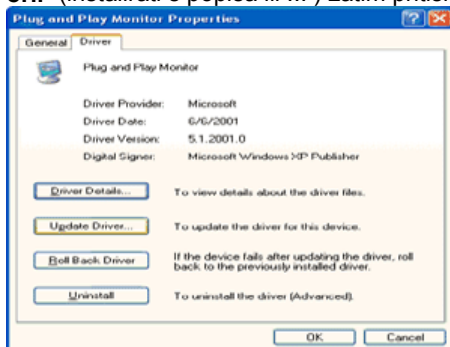 Plug and Play Monitor Properties
General Driver
Plug and Play Monitor
Driver Provider: Microsoft
Driver Date: 6/6/2001
Driver Version: 5.1.2001.0
Digital Signer: Microsoft Windows XP Publisher
Driver Details... To view details about the driver files.
Update Driver... To update the driver for this device.
Roll Back Driver If the device fails after updating the driver, roll
back to the previously installed driver.
Uninstall To uninstall the driver (Advanced).
OK Cancel